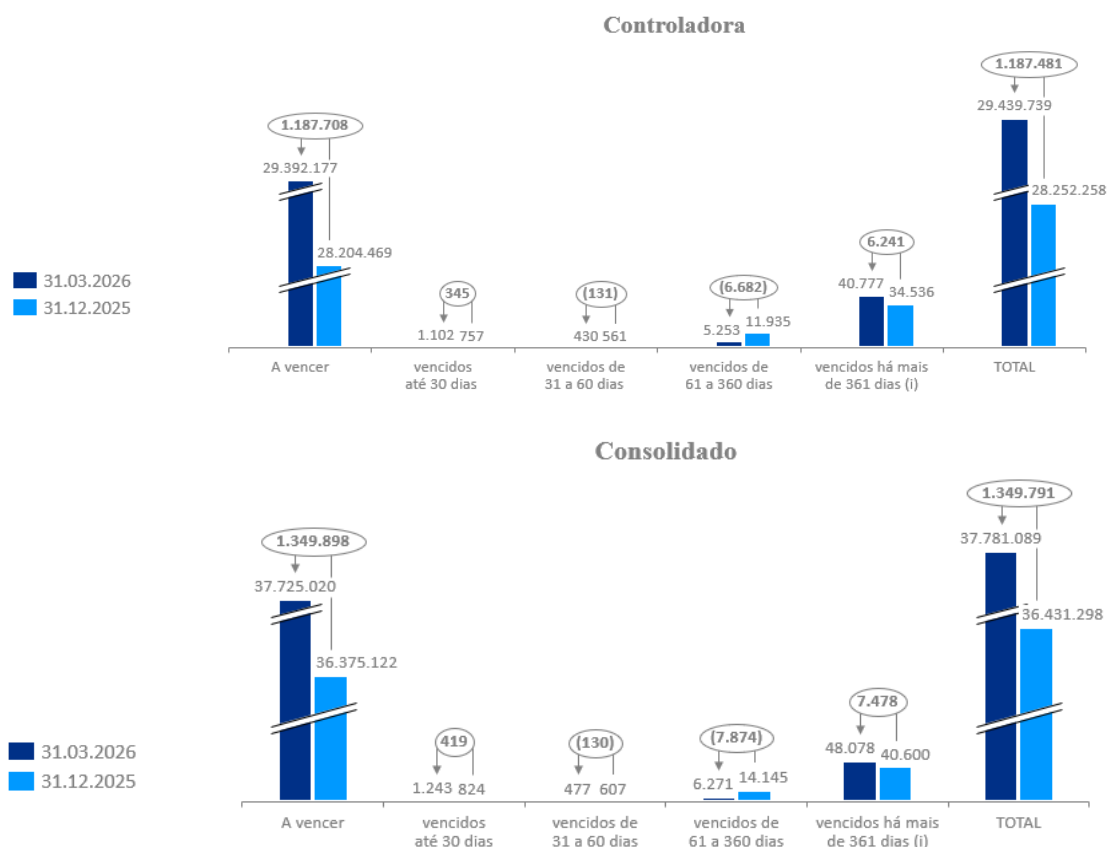 Controladora
1.187.481
29.439.739
1.187.708
29.392.177
28.252.258
6.241
28.204.469
31.03.2026
345
(131)
(6.682)
40.777
34.536
31.12.2025
1.102 757
430 561
5.253
11.935
A vencer
vencidos
até 30 dias
vencidos de
31 a 60 dias
vencidos de
61 a 360 dias
vencidos há mais
de 361 dias (i)
TOTAL
Consolidado
1.349.791
37.781.089
1.349.898
37.725.020
36.431.298
36.375.122
7.478
31.03.2026
419
(130)
(7.874)
48.078
40.600
31.12.2025
1.243 824
477 607
6.271
14.145
A vencer
vencidos
até 30 dias
vencidos de
31 a 60 dias
vencidos de
61 a 360 dias
vencidos há mais
de 361 dias (i)
TOTAL